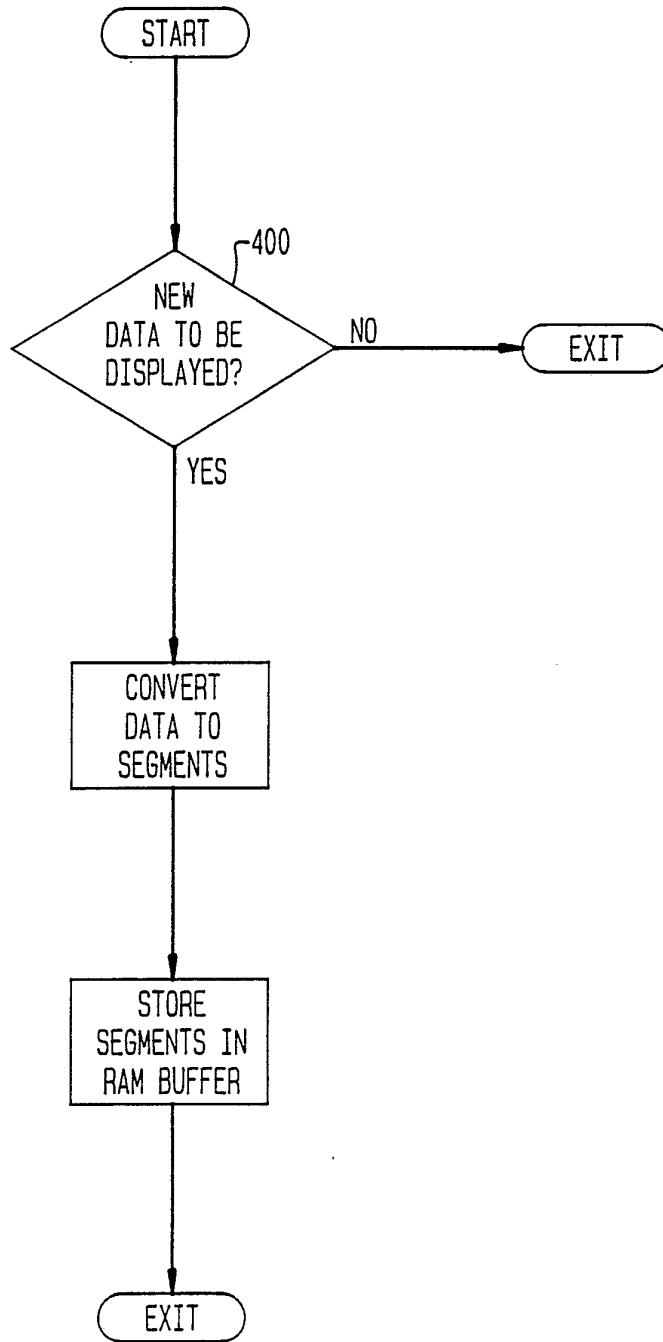 START
400
NEW
DATA TO BE
DISPLAYED?
NO
EXIT
YES
CONVERT
DATA TO
SEGMENTS
STORE
SEGMENTS IN
RAM BUFFER
EXIT